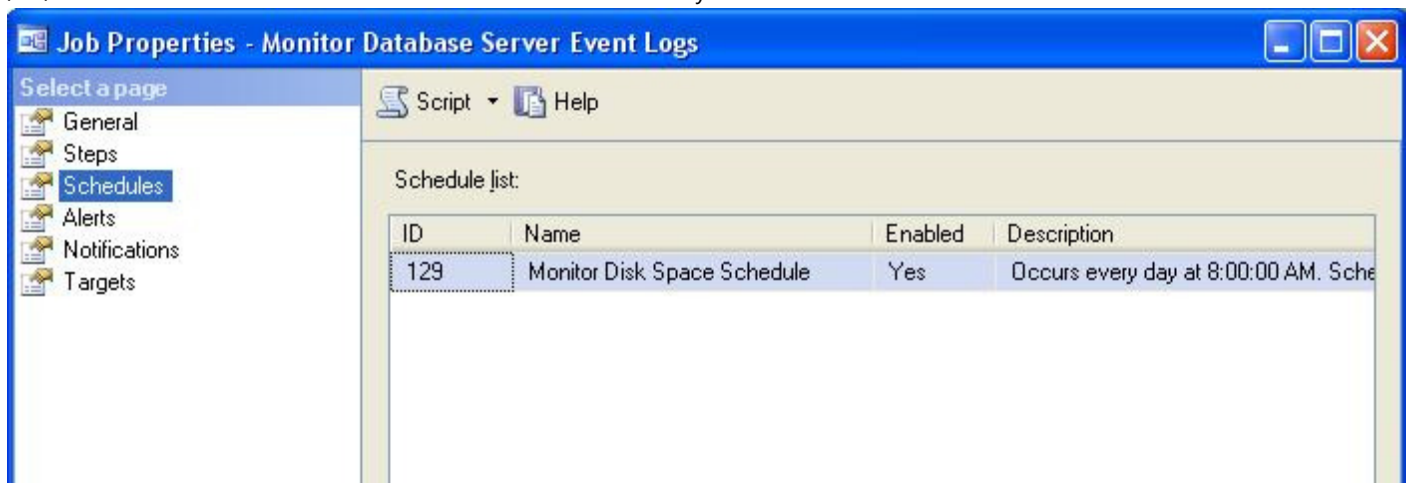 Job Properties - Monitor Database Server Event Logs
Select a page
General
Steps
Schedules
Alerts
Notifications
Targets
Script Help
Schedule list:
ID Name Enabled Description
129 Monitor Disk Space Schedule Yes Occurs every day at 8:00:00 AM. Sche